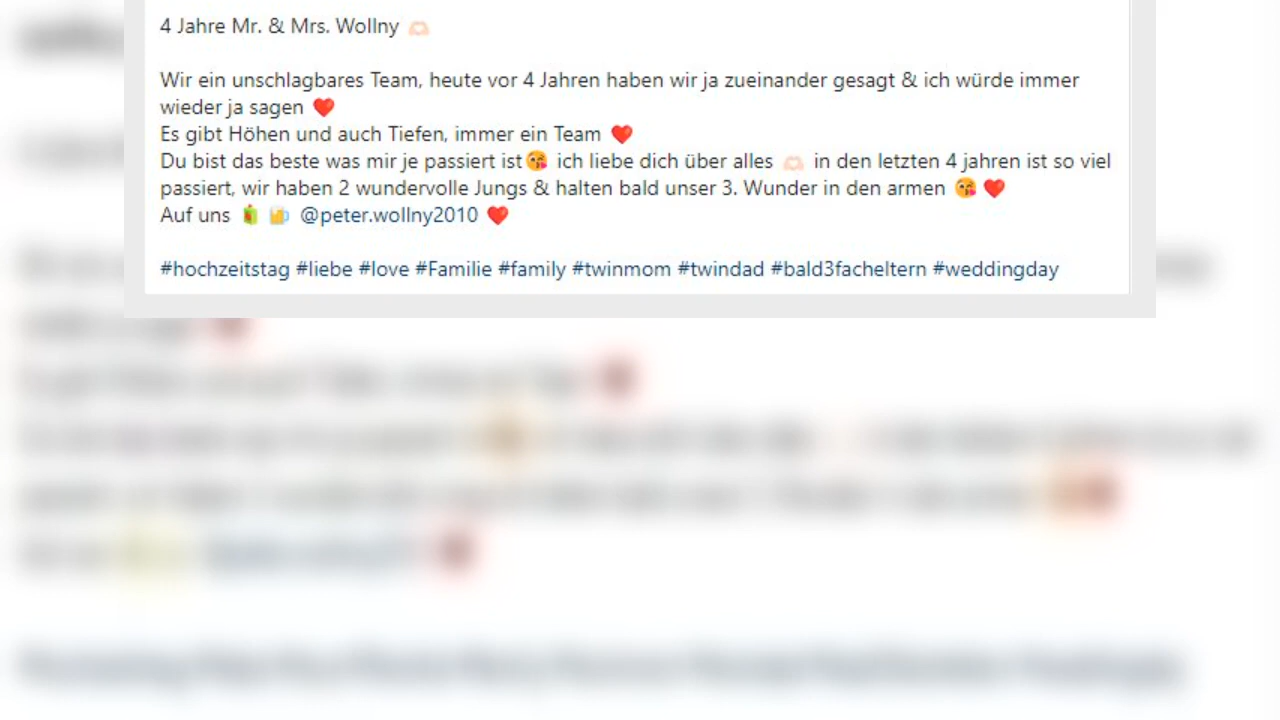 4 Jahre Mr. & Mrs. Wollny 🫶🏻
Wir ein unschlagbares Team, heute vor 4 Jahren haben wir ja zueinander gesagt & ich würde immer
wieder ja sagen ❤️
Es gibt Höhen und auch Tiefen, immer ein Team ❤️
Du bist das beste was mir je passiert ist😘 ich liebe dich über alles 🫶🏻 in den letzten 4 jahren ist so viel
passiert, wir haben 2 wundervolle Jungs & halten bald unser 3. Wunder in den armen 😘❤️
Auf uns 🧃🍺 @peter.wollny2010 ❤️
#hochzeitstag #liebe #love #Familie #family #twinmom #twindad #bald3facheltern #weddingday